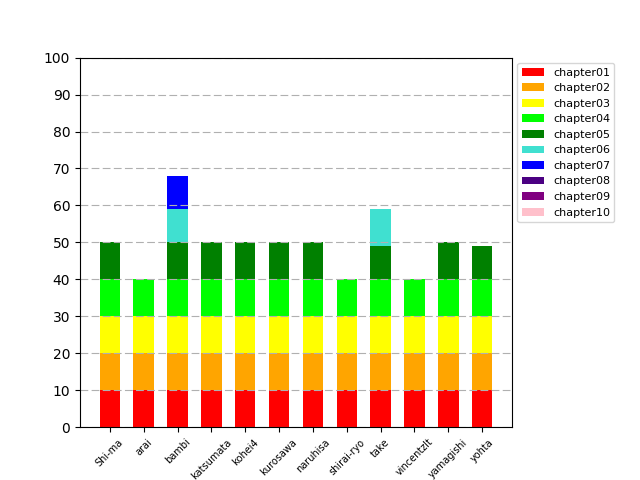 100
90
80
70
60
50
40
30
20
10
0
Shi-ma
arai
bambi
katsumata
kohei4
kurosawa
naruhisa
shirai-ryo
take
vincentzlt
yamagishi
yohta
chapter01
chapter02
chapter03
chapter04
chapter05
chapter06
chapter07
chapter08
chapter09
chapter10